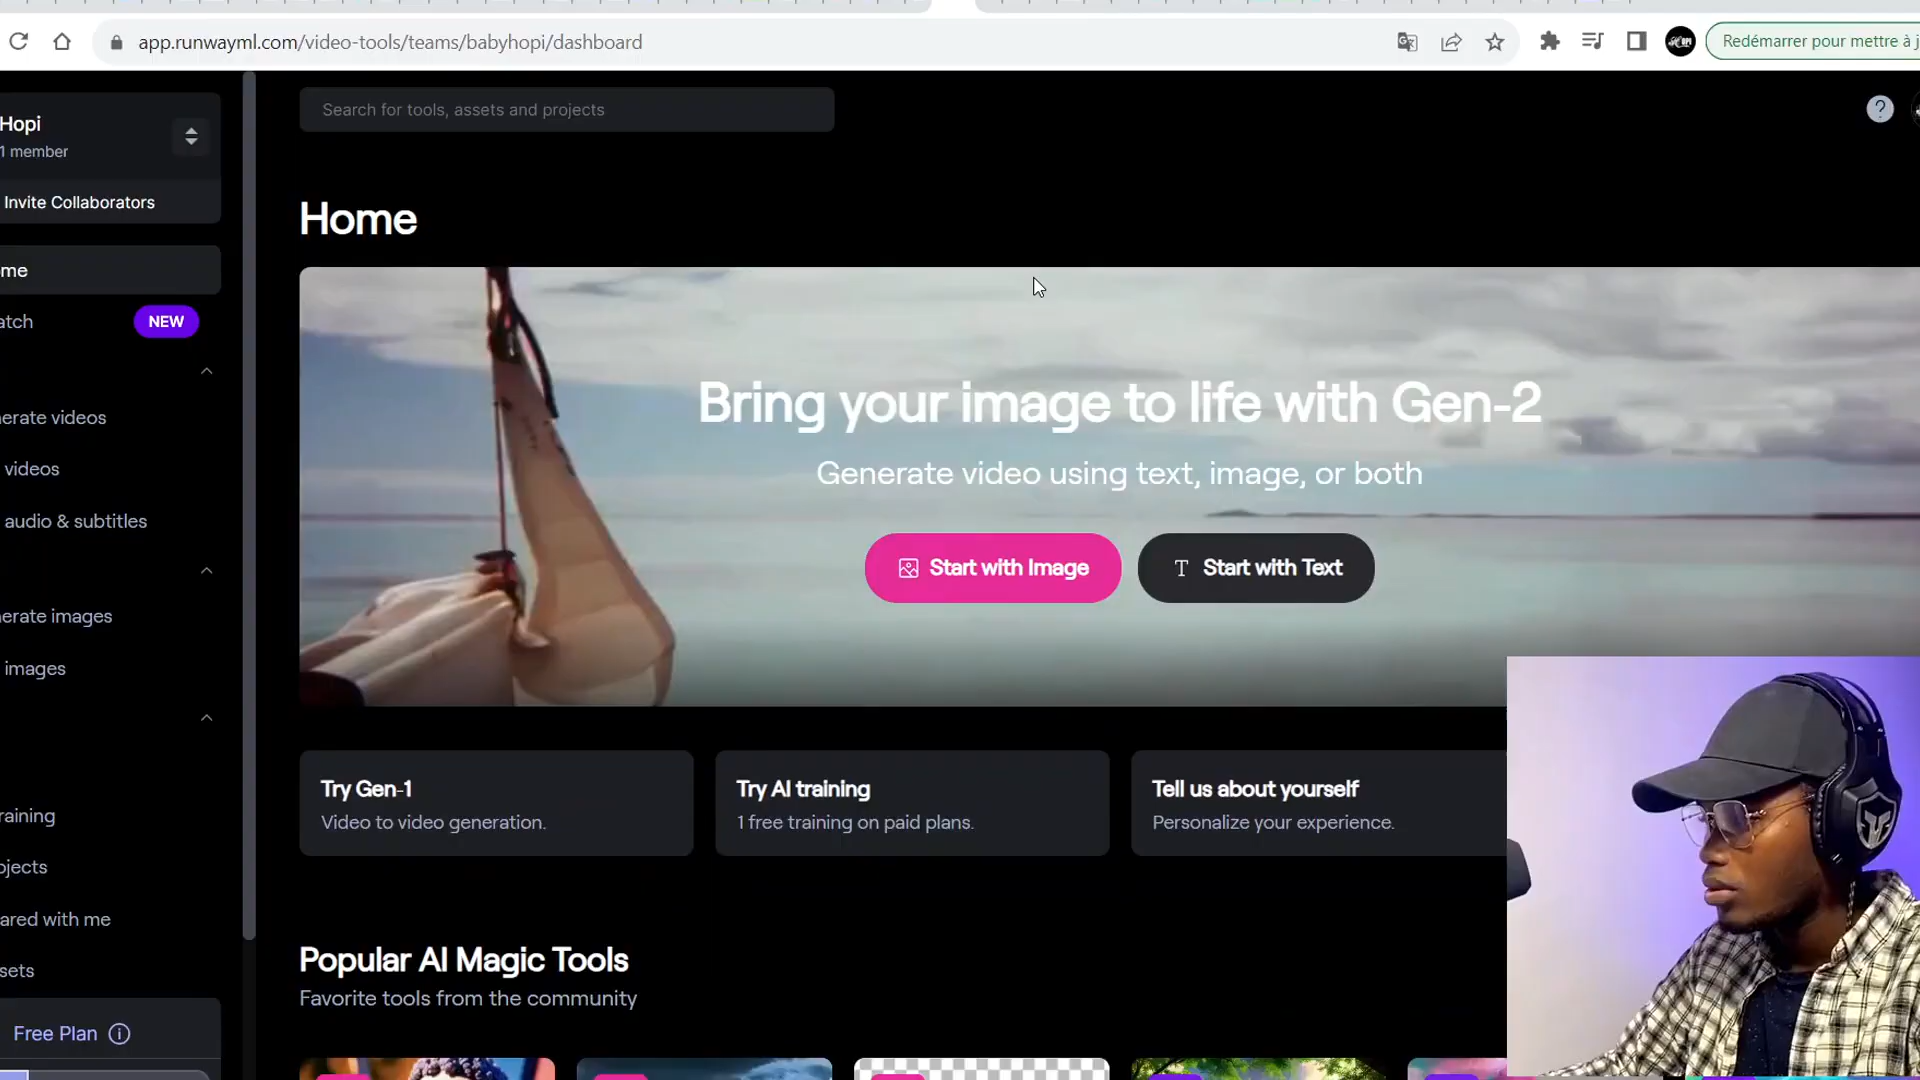 app.runwayml.com/video-tools/teams/babyhopi/dashboard
Redémarrer pour mettre à j
Hopi
1 member
Invite Collaborators
me
atch
NEW
erate videos
videos
audio & subtitles
erate images
images
raining
jects
ared with me
sets
Free Plan
Search for tools, assets and projects
?
Home
Bring your image to life with Gen-2
Generate video using text, image, or both
Start with Image
T Start with Text
Try Gen-1
Video to video generation.
Try AI training
1 free training on paid plans.
Tell us about yourself
Personalize your experience.
Popular AI Magic Tools
Favorite tools from the community